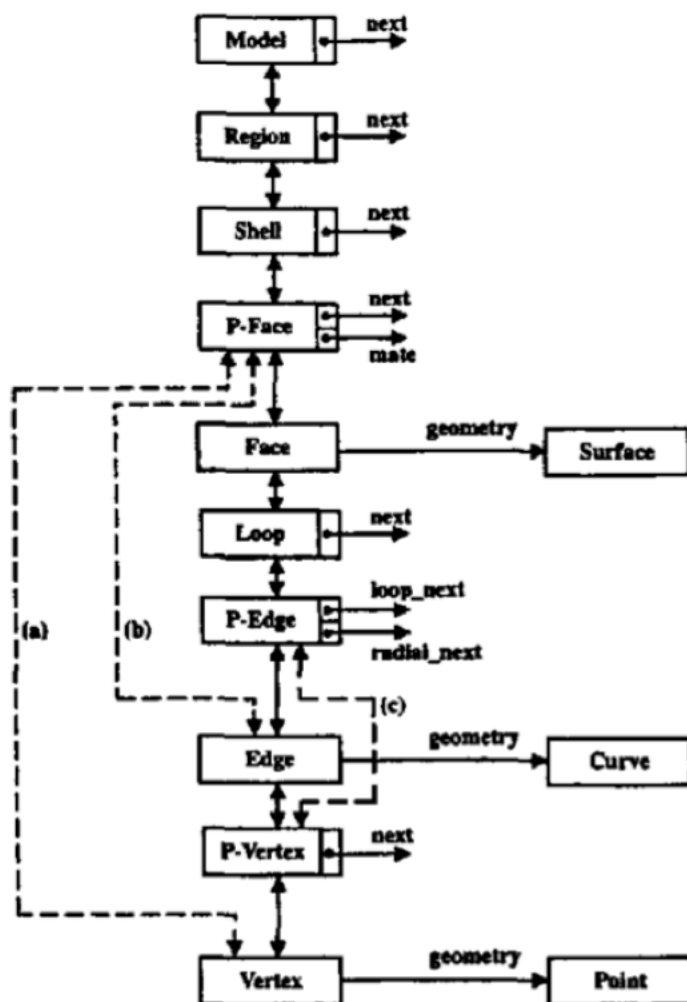 next
Model
next
Region
next
Shell
next
P-Face
mate
geometry
Face
Surface
next
Loop
loop_next
P-Edge
radial_next
(a)
(b)
(c)
geometry
Edge
Curve
next
P-Vertex
geometry
Vertex
Point